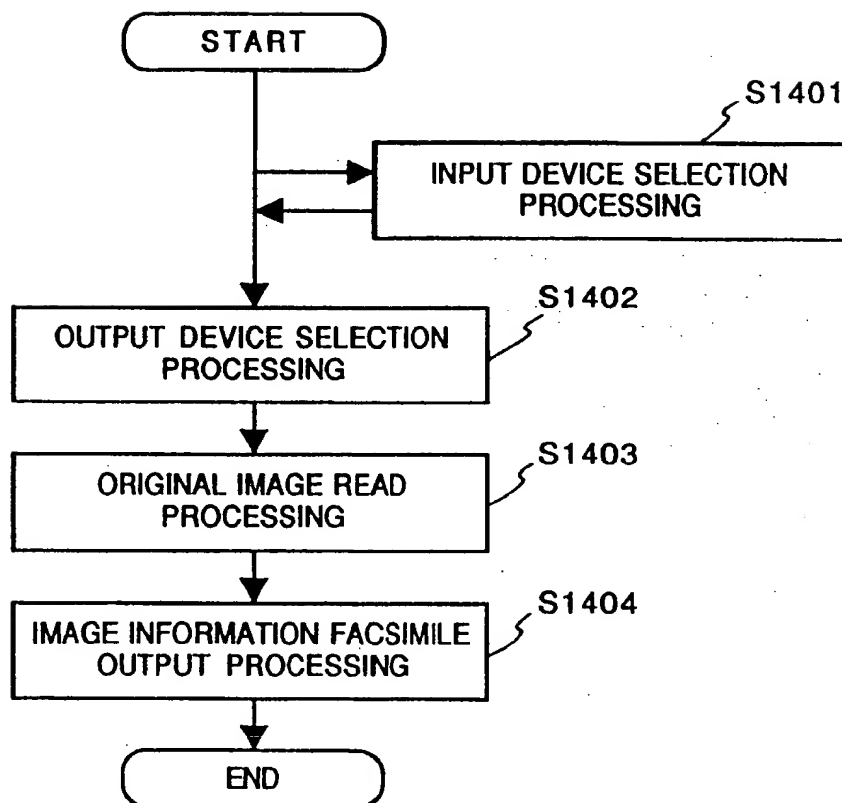 START
S1401
INPUT DEVICE SELECTION
PROCESSING
S1402
OUTPUT DEVICE SELECTION
PROCESSING
S1403
ORIGINAL IMAGE READ
PROCESSING
S1404
IMAGE INFORMATION FACSIMILE
OUTPUT PROCESSING
END